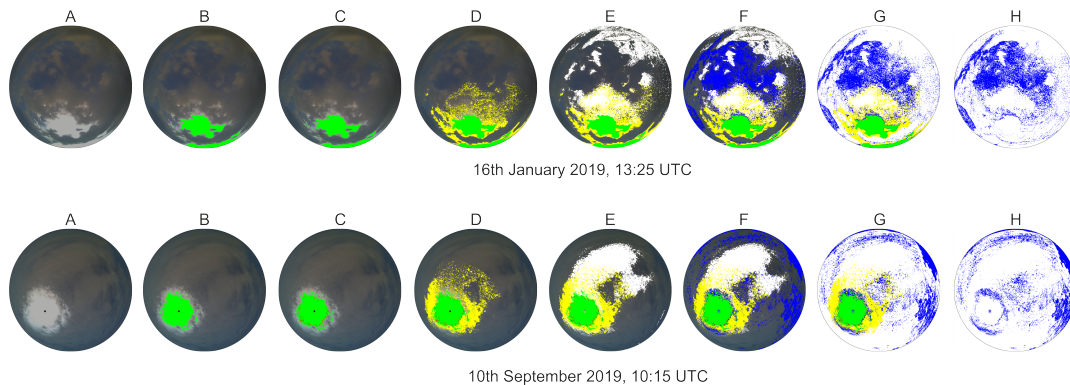 A B C D E F G H
16th January 2019, 13:25 UTC
A B C D E F G H
10th September 2019, 10:15 UTC